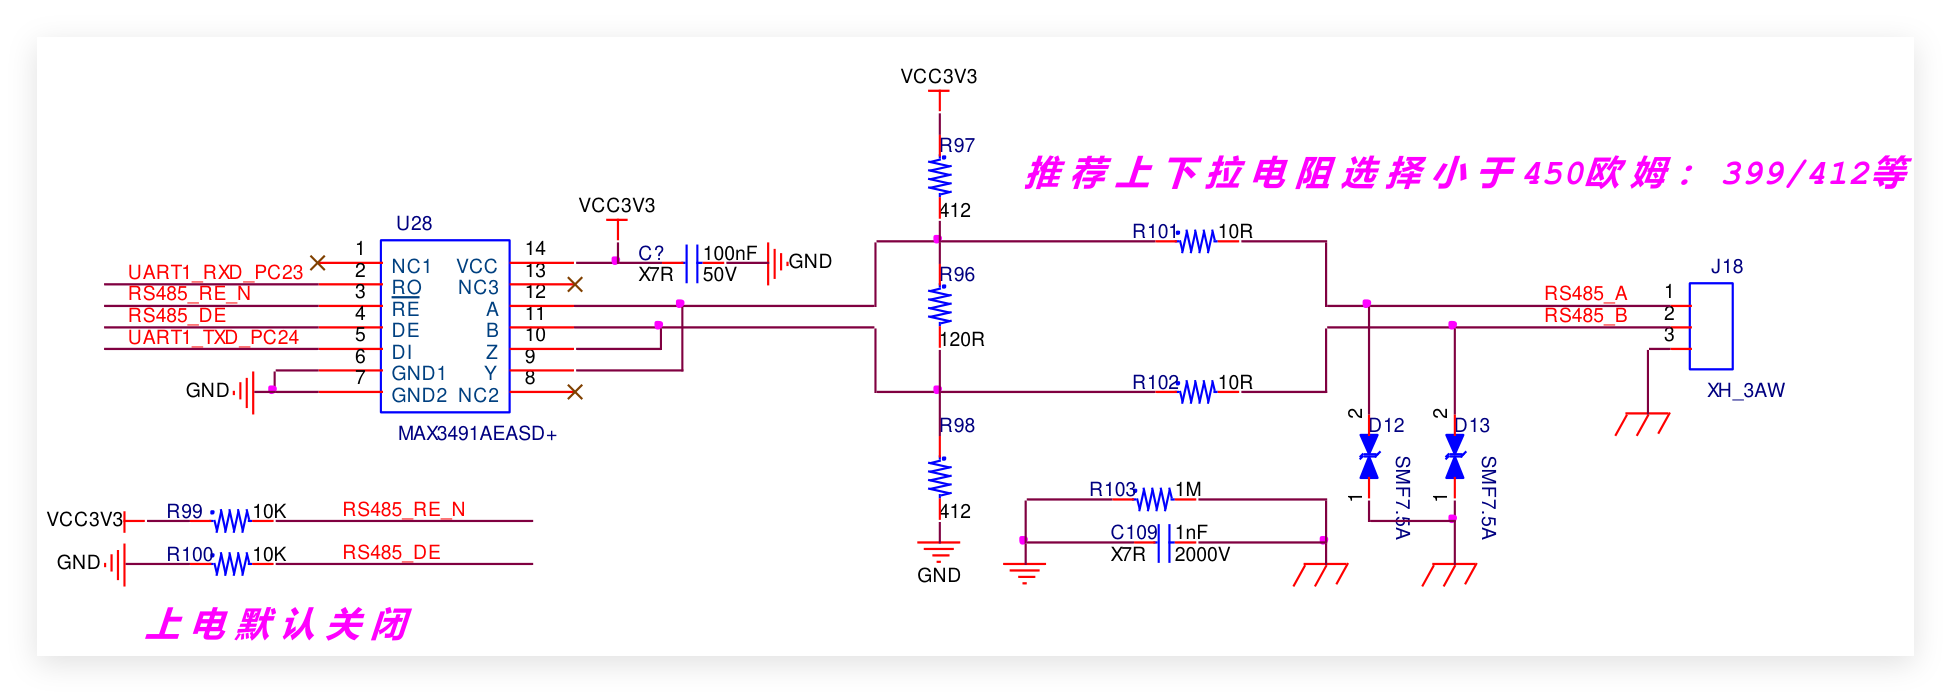 VCC3V3
R97
412
推荐上下拉电阻选择小于450欧姆：399/412等
VCC3V3
C?
100nF
X7R
50V
GND
U28
1
2
3
4
5
6
7
NC1
RO
RE
DE
DI
GND1
GND2
VCC
NC3
A
B
Z
Y
NC2
14
13
12
11
10
9
8
MAX3491AEASD+
UART1_RXD_PC23
RS485_RE_N
RS485_DE
UART1_TXD_PC24
GND
R96
120R
R98
412
GND
R101
10R
R102
10R
J18
RS485_A
RS485_B
1
2
3
XH_3AW
2
D12
SMF7.5A
1
2
D13
SMF7.5A
1
R103
1M
C109
1nF
X7R
2000V
VCC3V3
R99
10K
RS485_RE_N
GND
R100
10K
RS485_DE
上电默认关闭